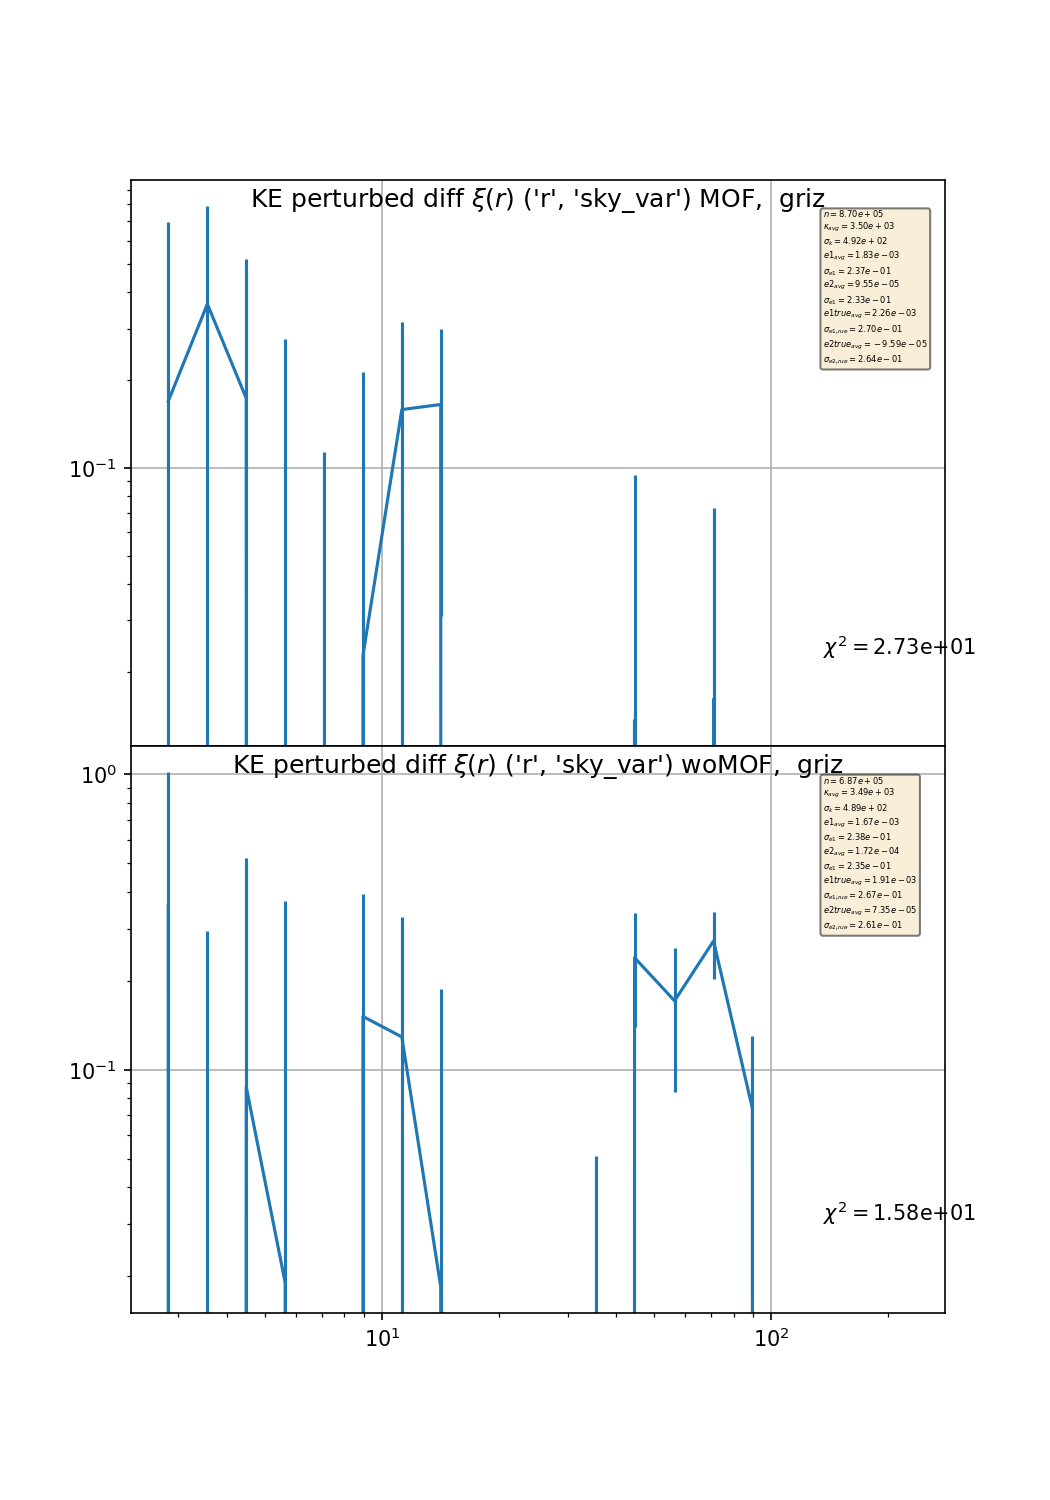 KE perturbed diff ξ(r) ('r', 'sky_var') MOF, griz
n = 8.70e + 05
κavg = 3.50e + 03
σk = 4.92e + 02
e1avg = 1.83e − 03
σe1 = 2.37e − 01
e2avg = 9.55e − 05
σe1 = 2.33e − 01
e1trueavg = 2.26e − 03
σe1,true = 2.70e − 01
e2trueavg = −9.59e − 05
σe2,true = 2.64e − 01
10⁻¹
χ² = 2.73e+01
KE perturbed diff ξ(r) ('r', 'sky_var') woMOF, griz
10⁰
n = 6.87e + 05
κavg = 3.49e + 03
σk = 4.89e + 02
e1avg = 1.67e − 03
σe1 = 2.38e − 01
e2avg = 1.72e − 04
σe1 = 2.35e − 01
e1trueavg = 1.91e − 03
σe1,true = 2.67e − 01
e2trueavg = 7.35e − 05
σe2,true = 2.61e − 01
10⁻¹
χ² = 1.58e+01
10¹ 10²